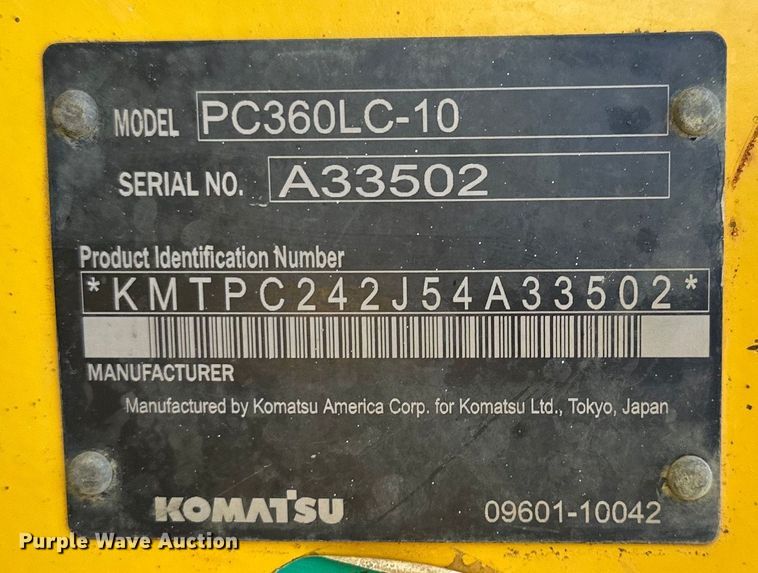 MODEL PC360LC-10
SERIAL NO. A33502
Product Identification Number
*KMTPC242J54A33502*
MANUFACTURER
Manufactured by Komatsu America Corp. for Komatsu Ltd., Tokyo, Japan
KOMATSU 09601-10042
Purple Wave Auction